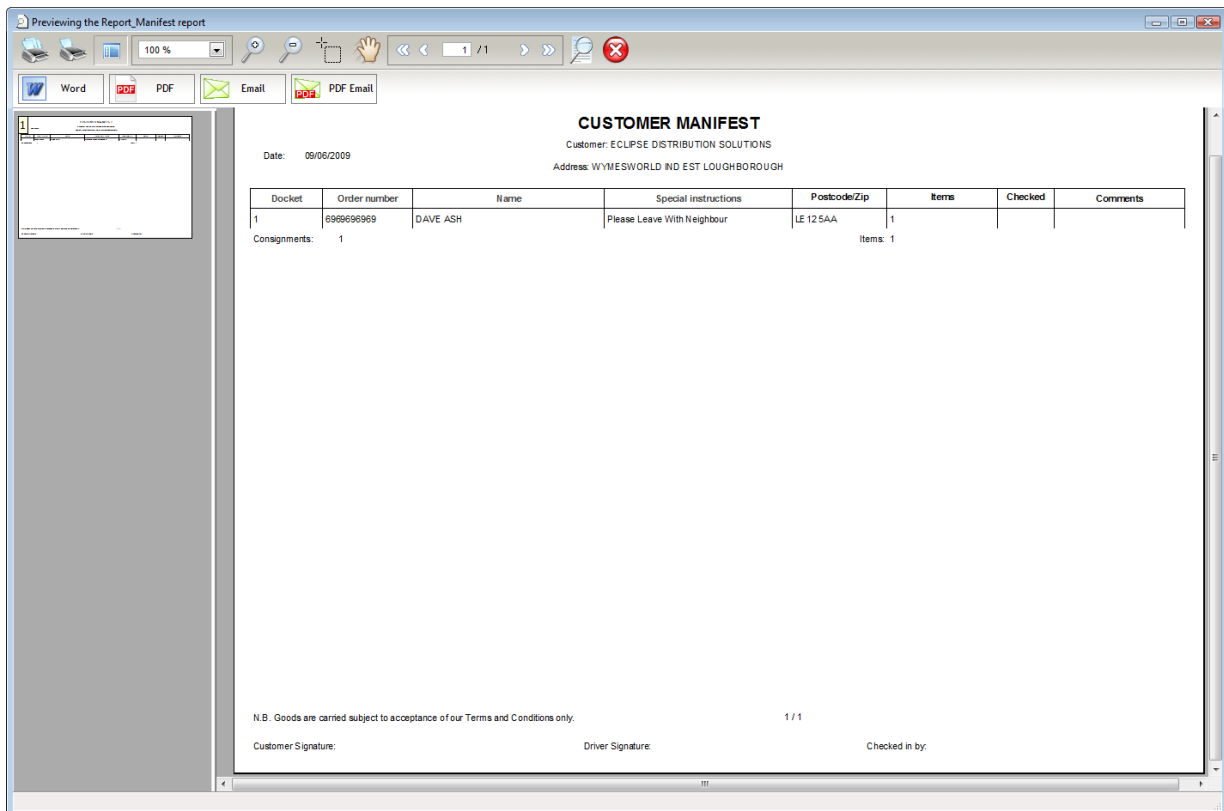 Previewing the Report_Manifest report
100 %
1 /1
Word PDF Email PDF PDF Email
1
CUSTOMER MANIFEST
Customer: ECLIPSE DISTRIBUTION SOLUTIONS
Date: 09/06/2009
Address: WYMESWORLD IND EST LOUGHBOROUGH
Docket Order number Name Special instructions Postcode/Zip Items Checked Comments
1 6969696969 DAVE ASH Please Leave With Neighbour LE12 5AA 1
Consignments: 1 Items: 1
N.B. Goods are carried subject to acceptance of our Terms and Conditions only. 1 / 1
Customer Signature: Driver Signature: Checked in by: